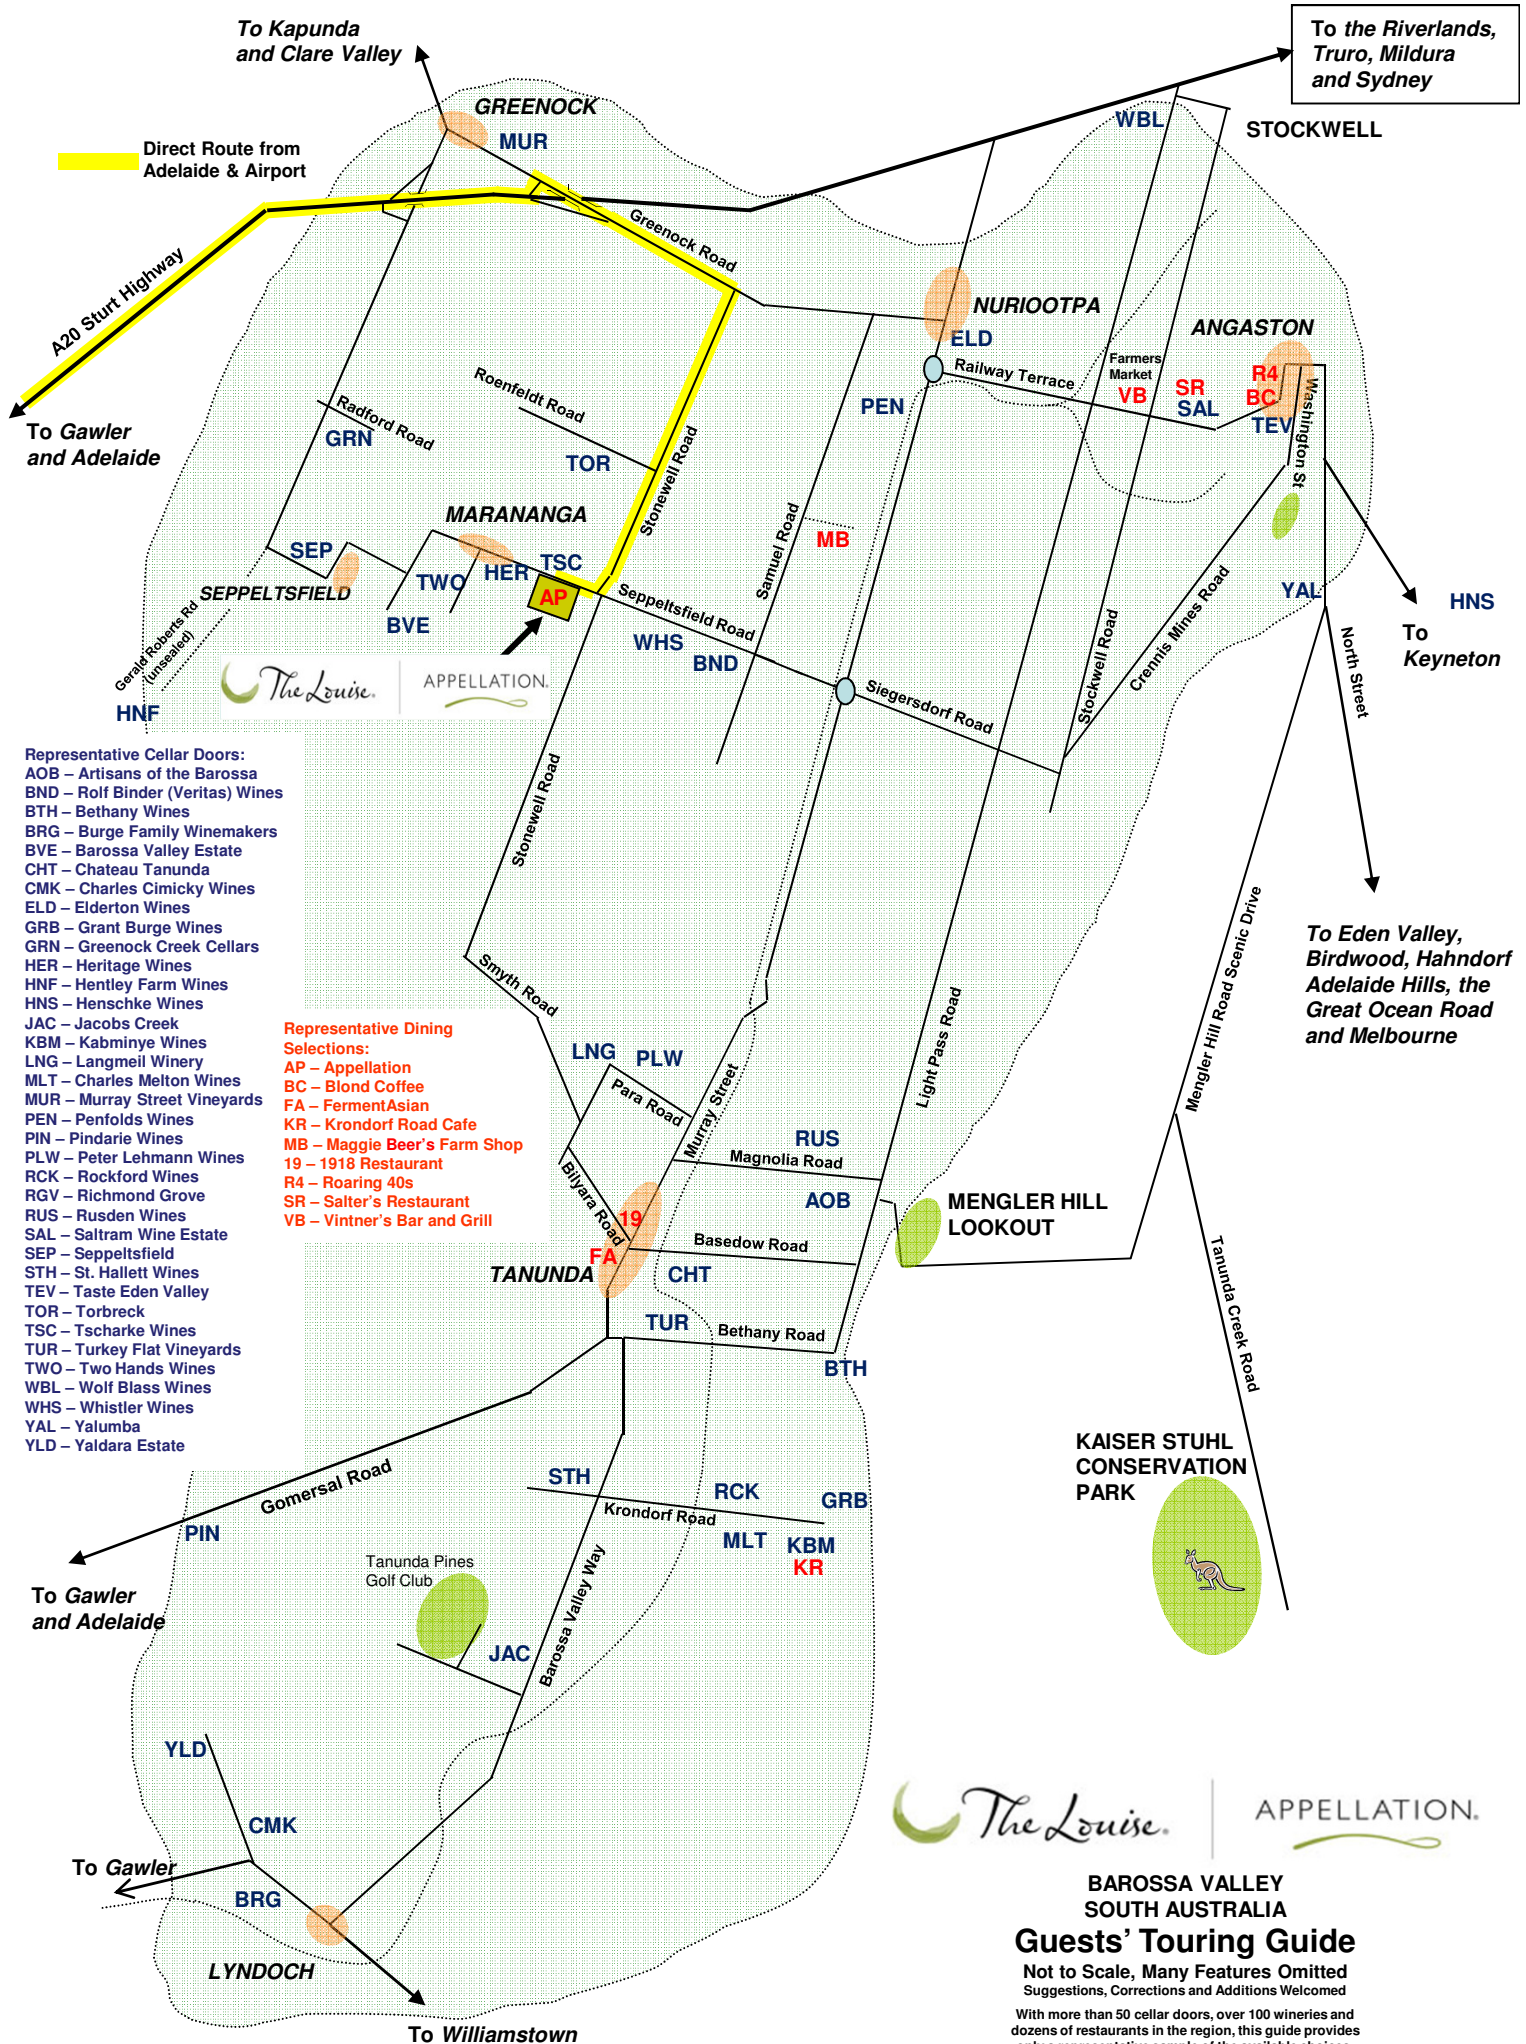 To Kapunda
and Clare Valley
To the Riverlands,
Truro, Mildura
and Sydney
GREENOCK
MUR
WBL
STOCKWELL
Direct Route from
Adelaide & Airport
Greenock Road
A20 Sturt Highway
NURIOOTPA
ELD
ANGASTON
Railway Terrace
Farmers
Market
VB
SR
SAL
R4
BC
TEV
Washington St
Roenfeldt Road
Radford Road
GRN
TOR
PEN
To Gawler
and Adelaide
Stonewell Road
MARANANGA
Samuel Road
MB
SEP
SEPPELTSFIELD
TWO
HER
TSC
AP
BVE
Seppeltsfield Road
WHS
BND
Gerald Roberts Rd
(unsealed)
HNF
The Louise.
APPELLATION.
Siegersdorf Road
Stockwell Road
Crennis Mines Road
YAL
HNS
To
Keyneton
North Street
Representative Cellar Doors:
AOB – Artisans of the Barossa
BND – Rolf Binder (Veritas) Wines
BTH – Bethany Wines
BRG – Burge Family Winemakers
BVE – Barossa Valley Estate
CHT – Chateau Tanunda
CMK – Charles Cimicky Wines
ELD – Elderton Wines
GRB – Grant Burge Wines
GRN – Greenock Creek Cellars
HER – Heritage Wines
HNF – Hentley Farm Wines
HNS – Henschke Wines
JAC – Jacobs Creek
KBM – Kabminye Wines
LNG – Langmeil Winery
MLT – Charles Melton Wines
MUR – Murray Street Vineyards
PEN – Penfolds Wines
PIN – Pindarie Wines
PLW – Peter Lehmann Wines
RCK – Rockford Wines
RGV – Richmond Grove
RUS – Rusden Wines
SAL – Saltram Wine Estate
SEP – Seppeltsfield
STH – St. Hallett Wines
TEV – Taste Eden Valley
TOR – Torbreck
TSC – Tscharke Wines
TUR – Turkey Flat Vineyards
TWO – Two Hands Wines
WBL – Wolf Blass Wines
WHS – Whistler Wines
YAL – Yalumba
YLD – Yaldara Estate
Representative Dining
Selections:
AP – Appellation
BC – Blond Coffee
FA – FermentAsian
KR – Krondorf Road Cafe
MB – Maggie Beer's Farm Shop
19 – 1918 Restaurant
R4 – Roaring 40s
SR – Salter's Restaurant
VB – Vintner's Bar and Grill
Stonewell Road
Smyth Road
LNG
PLW
Para Road
Murray Street
Light Pass Road
Mengler Hill Road Scenic Drive
To Eden Valley,
Birdwood, Hahndorf
Adelaide Hills, the
Great Ocean Road
and Melbourne
RUS
Magnolia Road
AOB
Bilyara Road
19
FA
TANUNDA
Basedow Road
CHT
MENGLER HILL
LOOKOUT
TUR
Bethany Road
BTH
Tanunda Creek Road
KAISER STUHL
CONSERVATION
PARK
Gomersal Road
PIN
To Gawler
and Adelaide
STH
Krondorf Road
RCK
GRB
MLT
KBM
KR
Tanunda Pines
Golf Club
JAC
Barossa Valley Way
YLD
CMK
To Gawler
BRG
LYNDOCH
To Williamstown
The Louise.
APPELLATION.
BAROSSA VALLEY
SOUTH AUSTRALIA
Guests' Touring Guide
Not to Scale, Many Features Omitted
Suggestions, Corrections and Additions Welcomed
With more than 50 cellar doors, over 100 wineries and
dozens of restaurants in the region, this guide provides
only a representative sample of the available choices